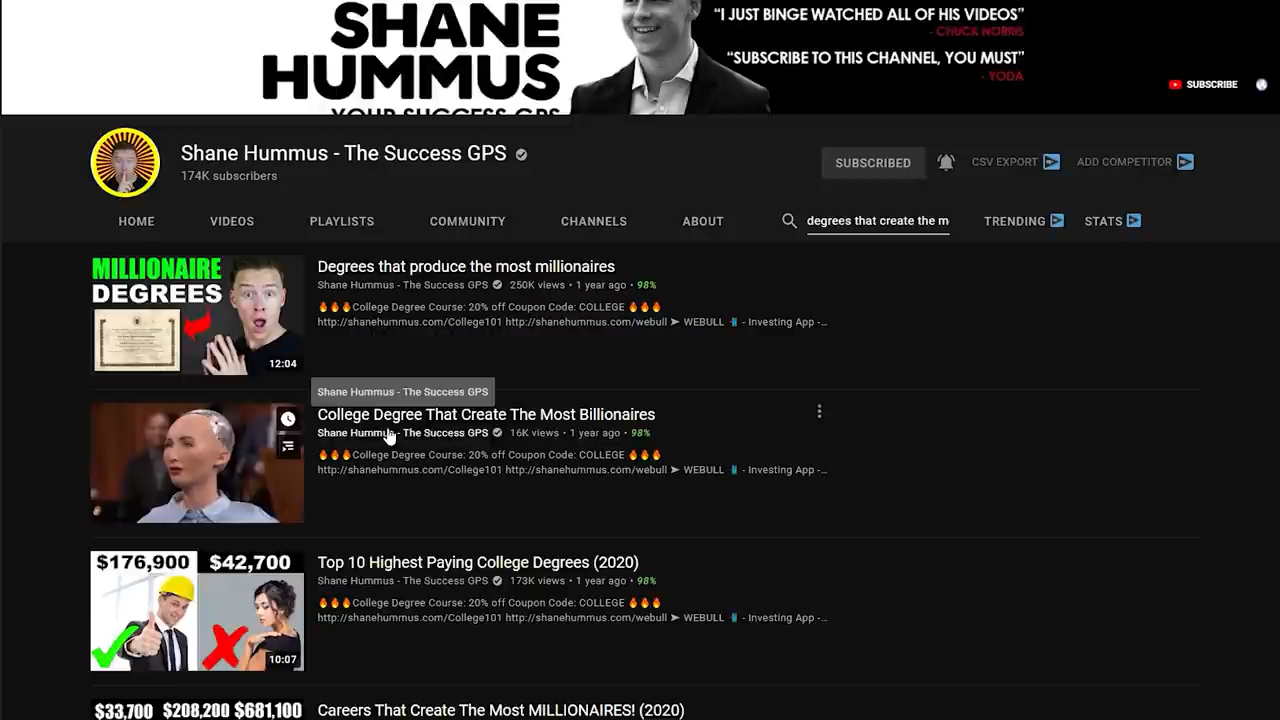 SHANE
HUMMUS
YOUR SUCCESS GPS
“I JUST BINGE WATCHED ALL OF HIS VIDEOS”
- CHUCK NORRIS
“SUBSCRIBE TO THIS CHANNEL, YOU MUST”
- YODA
SUBSCRIBE
Shane Hummus - The Success GPS
174K subscribers
SUBSCRIBED
CSV EXPORT
ADD COMPETITOR
HOME VIDEOS PLAYLISTS COMMUNITY CHANNELS ABOUT degrees that create the m TRENDING STATS
MILLIONAIRE
DEGREES
12:04
Degrees that produce the most millionaires
Shane Hummus - The Success GPS 250K views • 1 year ago • 98%
🔥🔥🔥College Degree Course: 20% off Coupon Code: COLLEGE 🔥🔥🔥
http://shanehummus.com/College101 http://shanehummus.com/webull ➤ WEBULL - Investing App -...
Shane Hummus - The Success GPS
College Degree That Create The Most Billionaires
Shane Hummus - The Success GPS 16K views • 1 year ago • 98%
🔥🔥🔥College Degree Course: 20% off Coupon Code: COLLEGE 🔥🔥🔥
http://shanehummus.com/College101 http://shanehummus.com/webull ➤ WEBULL - Investing App -...
$176,900 $42,700
10:07
Top 10 Highest Paying College Degrees (2020)
Shane Hummus - The Success GPS 173K views • 1 year ago • 98%
🔥🔥🔥College Degree Course: 20% off Coupon Code: COLLEGE 🔥🔥🔥
http://shanehummus.com/College101 http://shanehummus.com/webull ➤ WEBULL - Investing App -...
$33,700 $208,200 $681,100
Careers That Create The Most MILLIONAIRES! (2020)